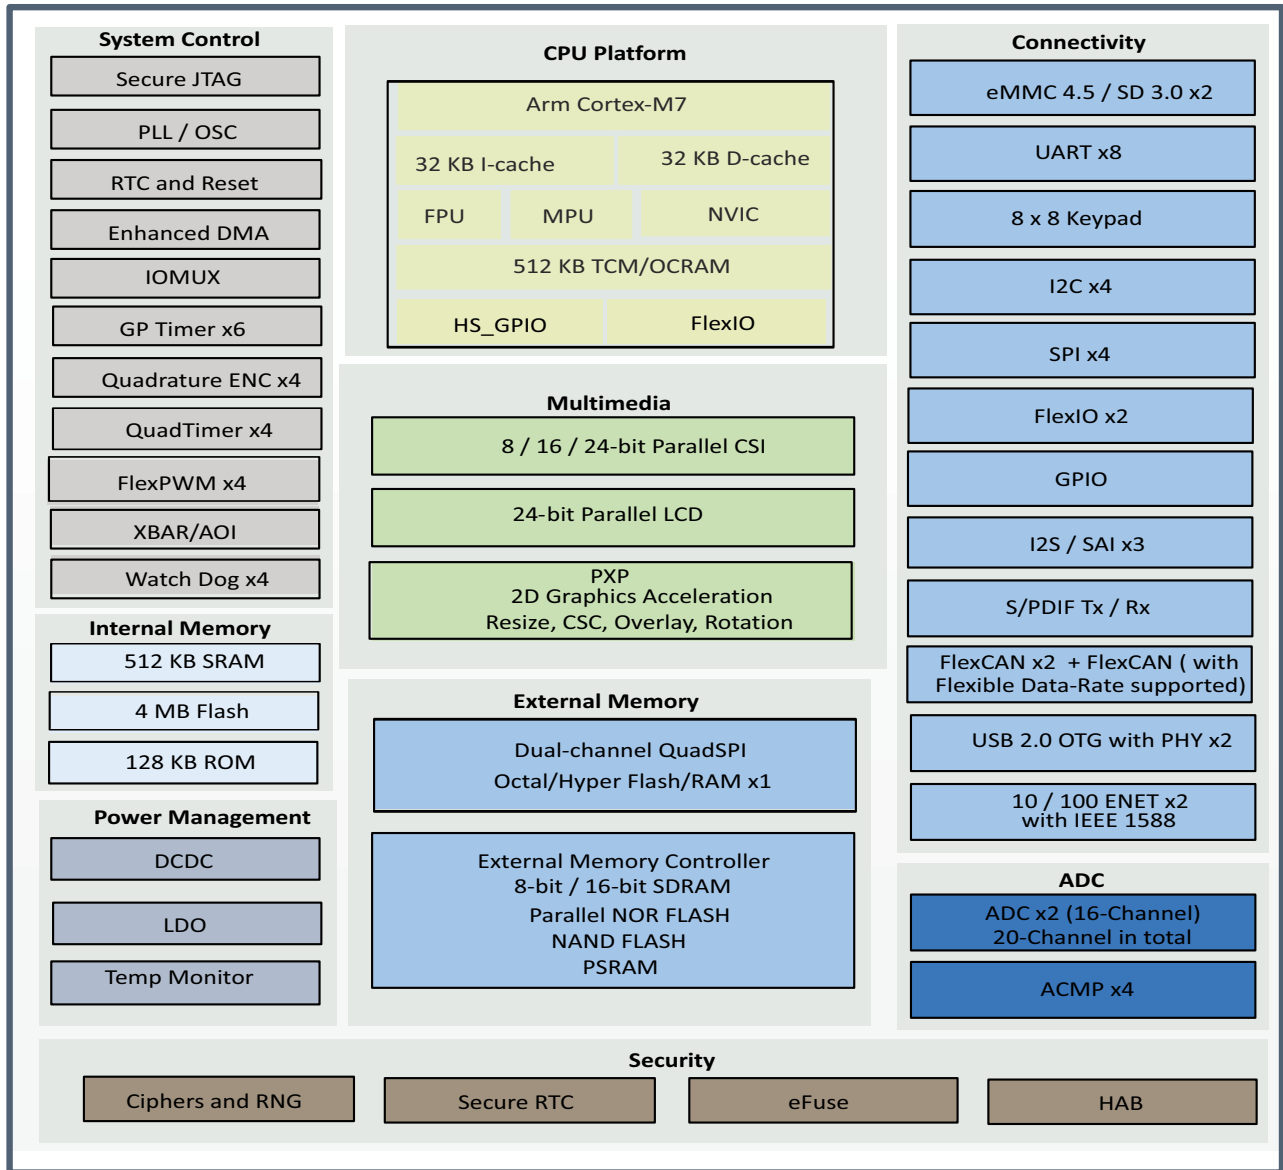 System Control
Secure JTAG
PLL / OSC
RTC and Reset
Enhanced DMA
IOMUX
GP Timer x6
Quadrature ENC x4
QuadTimer x4
FlexPWM x4
XBAR/AOI
Watch Dog x4
Internal Memory
512 KB SRAM
4 MB Flash
128 KB ROM
Power Management
DCDC
LDO
Temp Monitor
CPU Platform
Arm Cortex-M7
32 KB I-cache
32 KB D-cache
FPU
MPU
NVIC
512 KB TCM/OCRAM
HS_GPIO
FlexIO
Multimedia
8 / 16 / 24-bit Parallel CSI
24-bit Parallel LCD
PXP
2D Graphics Acceleration
Resize, CSC, Overlay, Rotation
External Memory
Dual-channel QuadSPI
Octal/Hyper Flash/RAM x1
External Memory Controller
8-bit / 16-bit SDRAM
Parallel NOR FLASH
NAND FLASH
PSRAM
Connectivity
eMMC 4.5 / SD 3.0 x2
UART x8
8 x 8 Keypad
I2C x4
SPI x4
FlexIO x2
GPIO
I2S / SAI x3
S/PDIF Tx / Rx
FlexCAN x2 + FlexCAN ( with
Flexible Data-Rate supported)
USB 2.0 OTG with PHY x2
10 / 100 ENET x2
with IEEE 1588
ADC
ADC x2 (16-Channel)
20-Channel in total
ACMP x4
Security
Ciphers and RNG
Secure RTC
eFuse
HAB